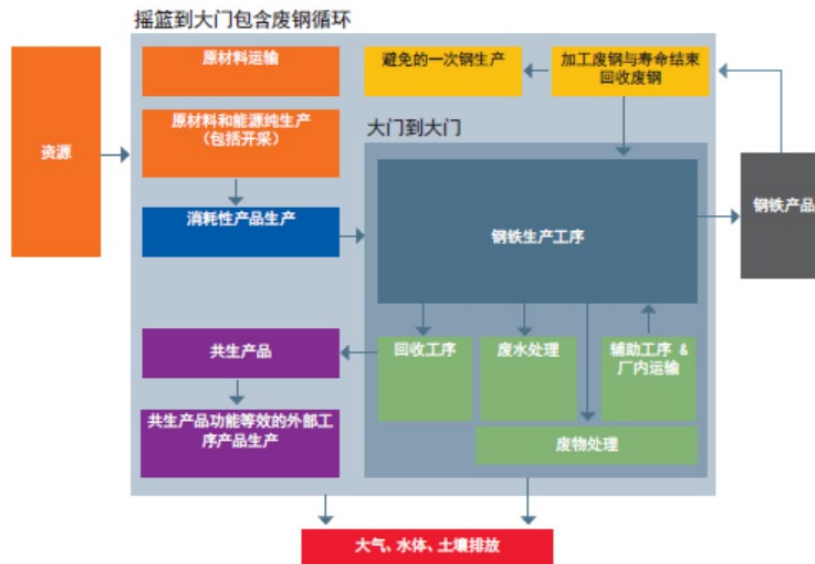 摇篮到大门包含废钢循环
资源
原材料运输
原材料和能源纯生产
（包括开采）
消耗性产品生产
避免的一次钢生产
加工废钢与寿命结束
回收废钢
大门到大门
钢铁生产工序
钢铁产品
共生产品
共生产品功能等效的外部工
序产品生产
回收工序
废水处理
辅助工序 &
厂内运输
废物处理
大气、水体、土壤排放